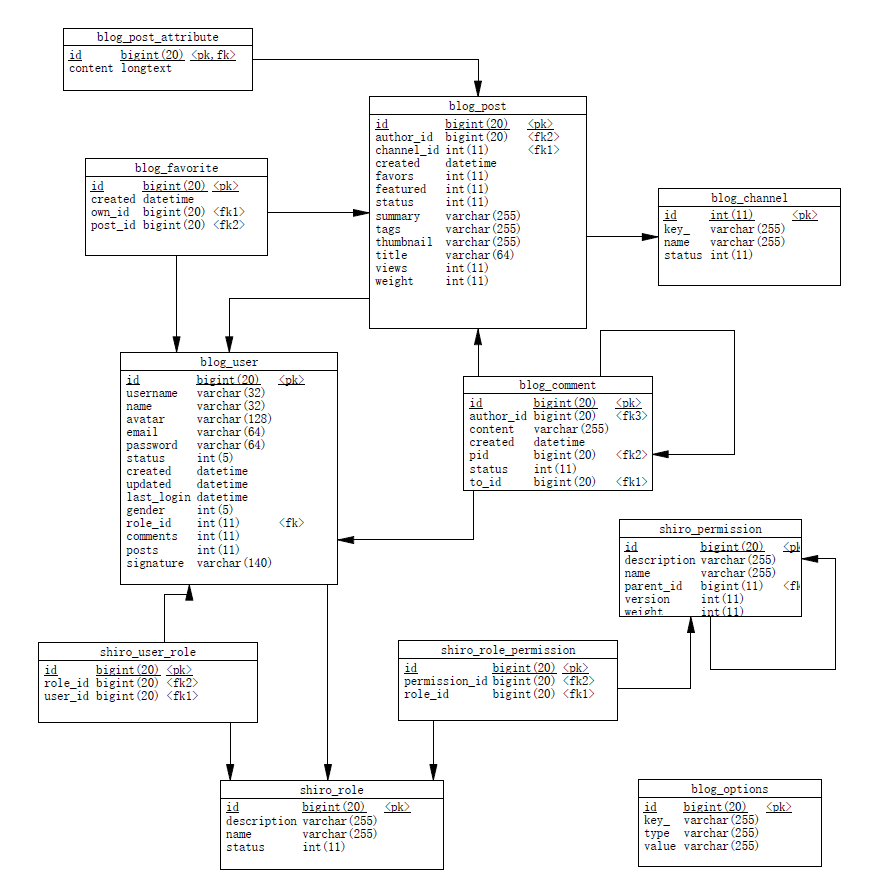 blog_post_attribute
id bigint(20) <pk,fk>
content longtext
blog_post
id bigint(20) <pk>
author_id bigint(20) <fk2>
channel_id int(11) <fk1>
created datetime
favors int(11)
featured int(11)
status int(11)
summary varchar(255)
tags varchar(255)
thumbnail varchar(255)
title varchar(64)
views int(11)
weight int(11)
blog_favorite
id bigint(20) <pk>
created datetime
own_id bigint(20) <fk1>
post_id bigint(20) <fk2>
blog_channel
id int(11) <pk>
key_ varchar(255)
name varchar(255)
status int(11)
blog_user
id bigint(20) <pk>
username varchar(32)
name varchar(32)
avatar varchar(128)
email varchar(64)
password varchar(64)
status int(5)
created datetime
updated datetime
last_login datetime
gender int(5)
role_id int(11) <fk>
comments int(11)
posts int(11)
signature varchar(140)
blog_comment
id bigint(20) <pk>
author_id bigint(20) <fk3>
content varchar(255)
created datetime
pid bigint(20) <fk2>
status int(11)
to_id bigint(20) <fk1>
shiro_permission
id bigint(20) <pk
description varchar(255)
name varchar(255)
parent_id bigint(11) <fk
version int(11)
weight int(11)
shiro_user_role
id bigint(20) <pk>
role_id bigint(20) <fk2>
user_id bigint(20) <fk1>
shiro_role_permission
id bigint(20) <pk>
permission_id bigint(20) <fk2>
role_id bigint(20) <fk1>
shiro_role
id bigint(20) <pk>
description varchar(255)
name varchar(255)
status int(11)
blog_options
id bigint(20) <pk>
key_ varchar(255)
type varchar(255)
value varchar(255)